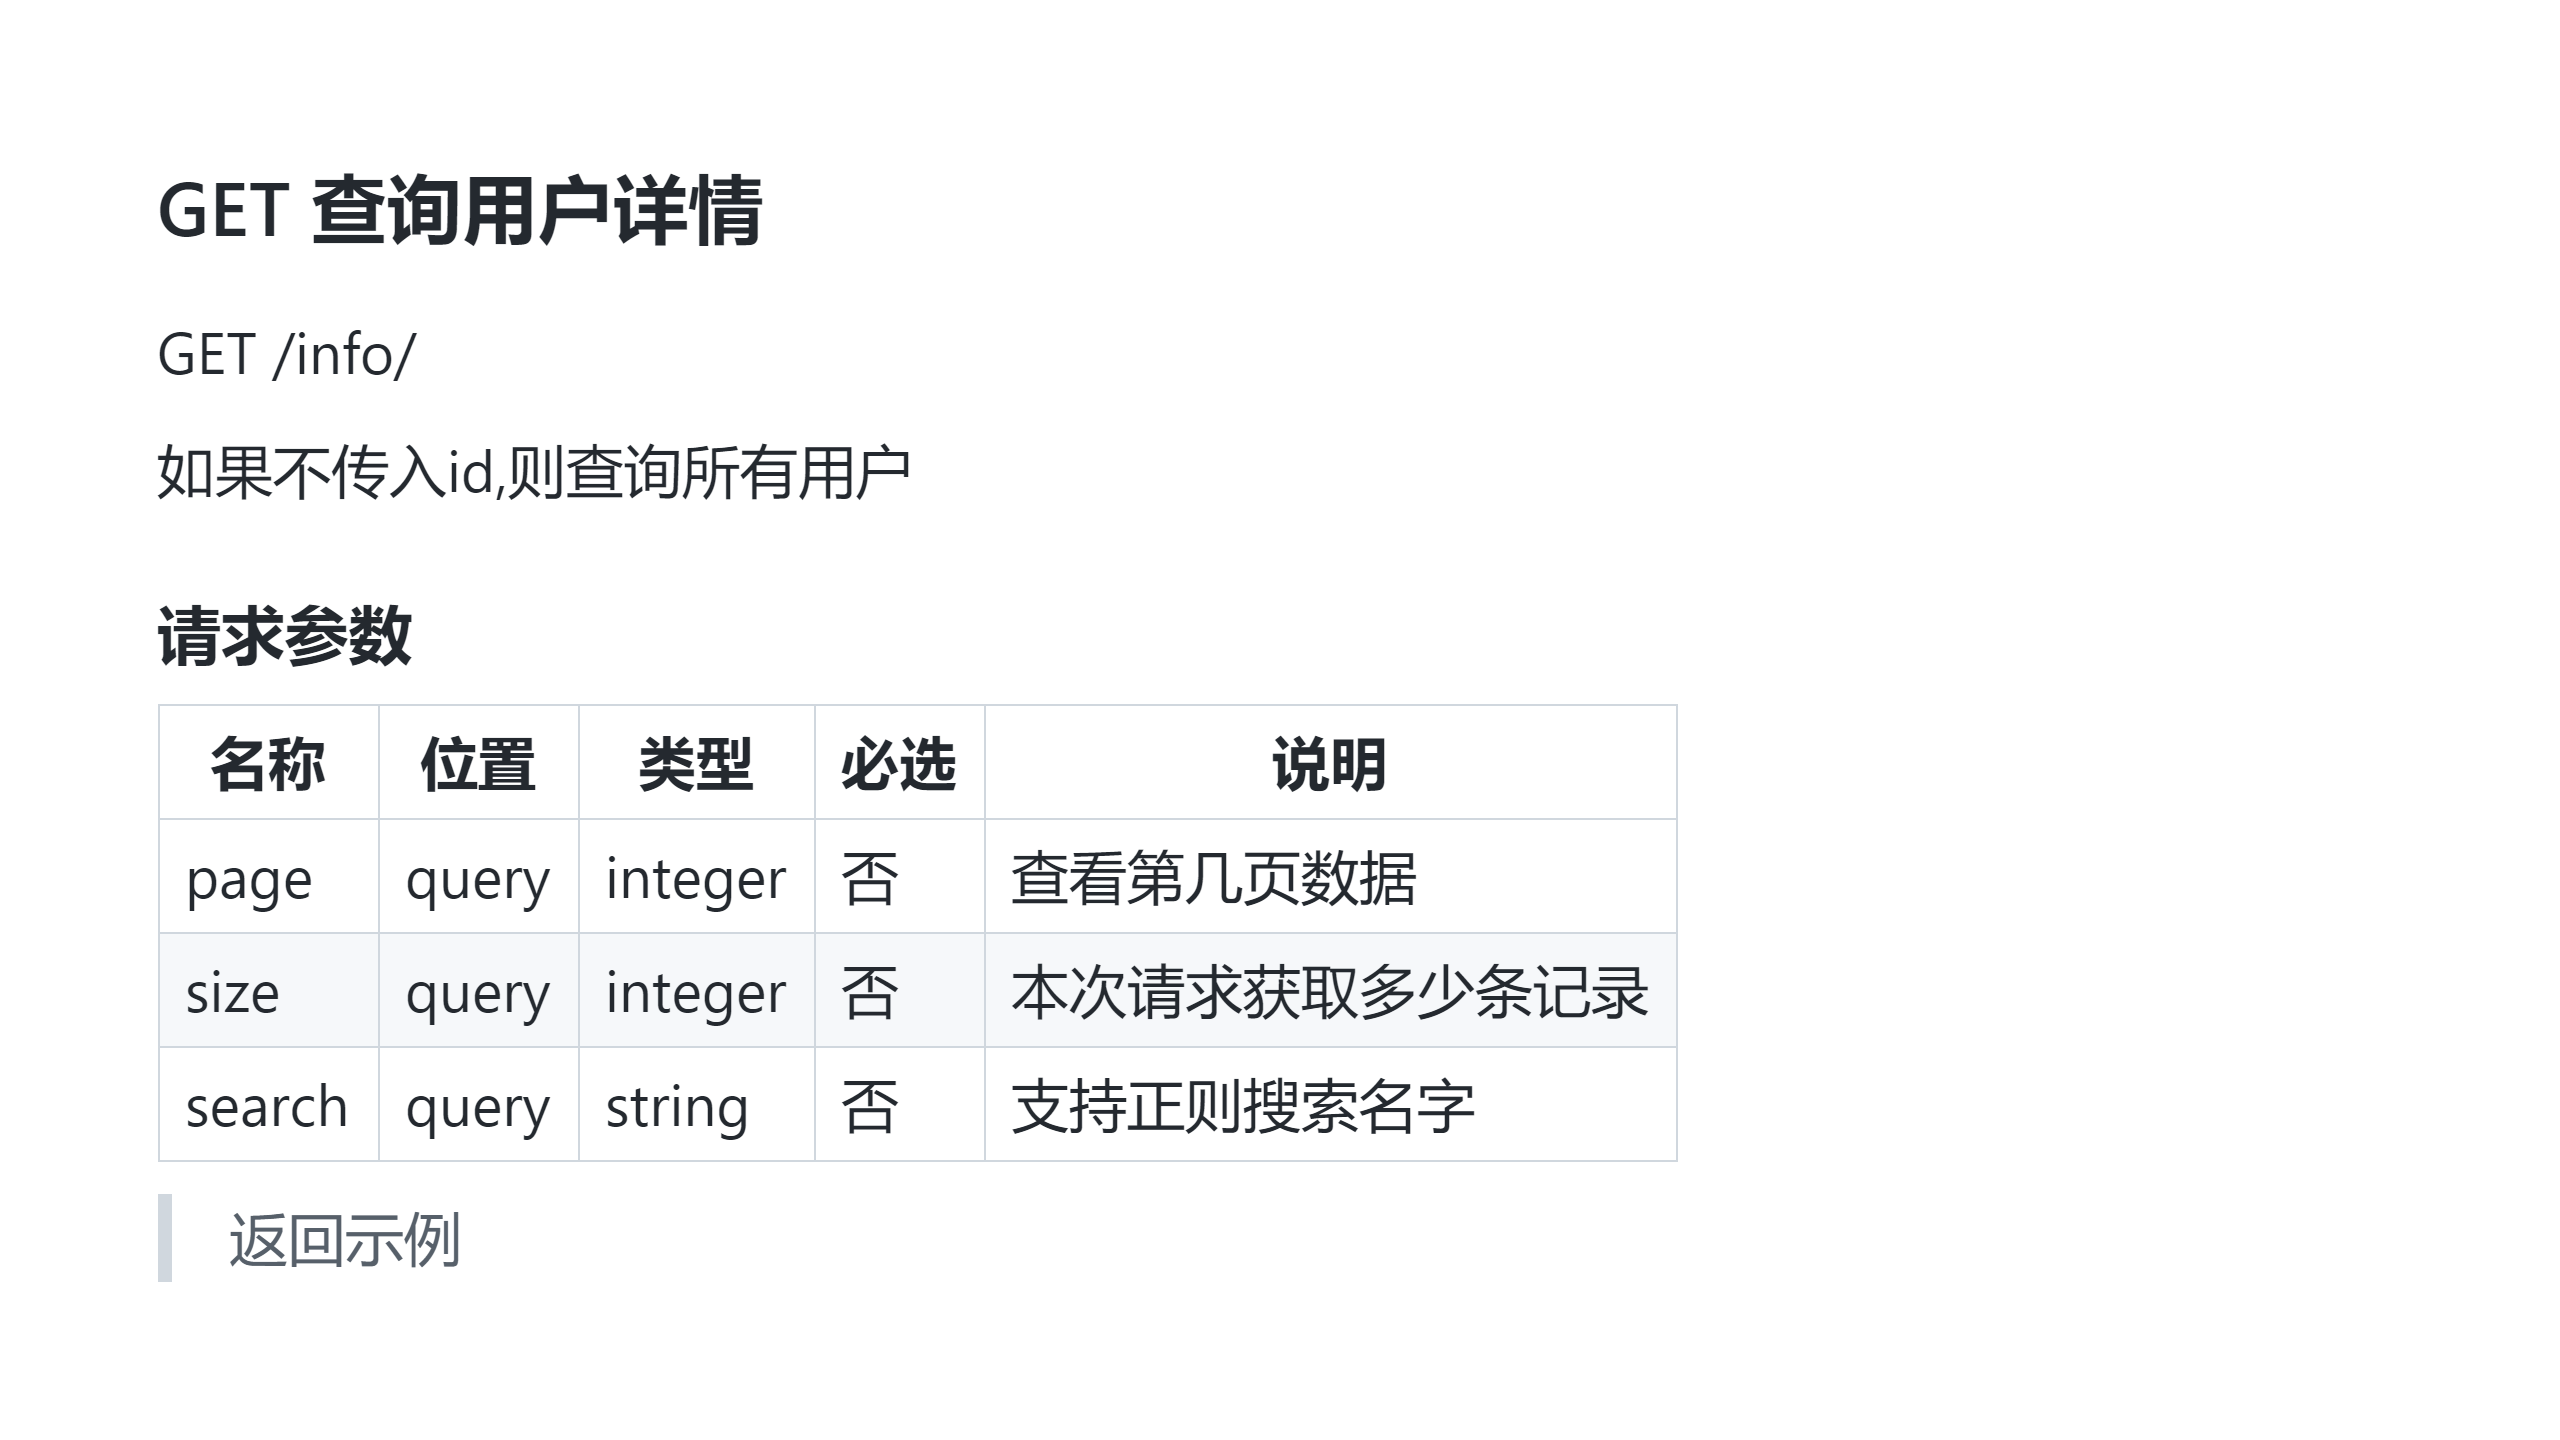 GET 查询用户详情
GET /info/
如果不传入id,则查询所有用户
请求参数
名称 位置 类型 必选 说明
page query integer 否 查看第几页数据
size query integer 否 本次请求获取多少条记录
search query string 否 支持正则搜索名字
返回示例